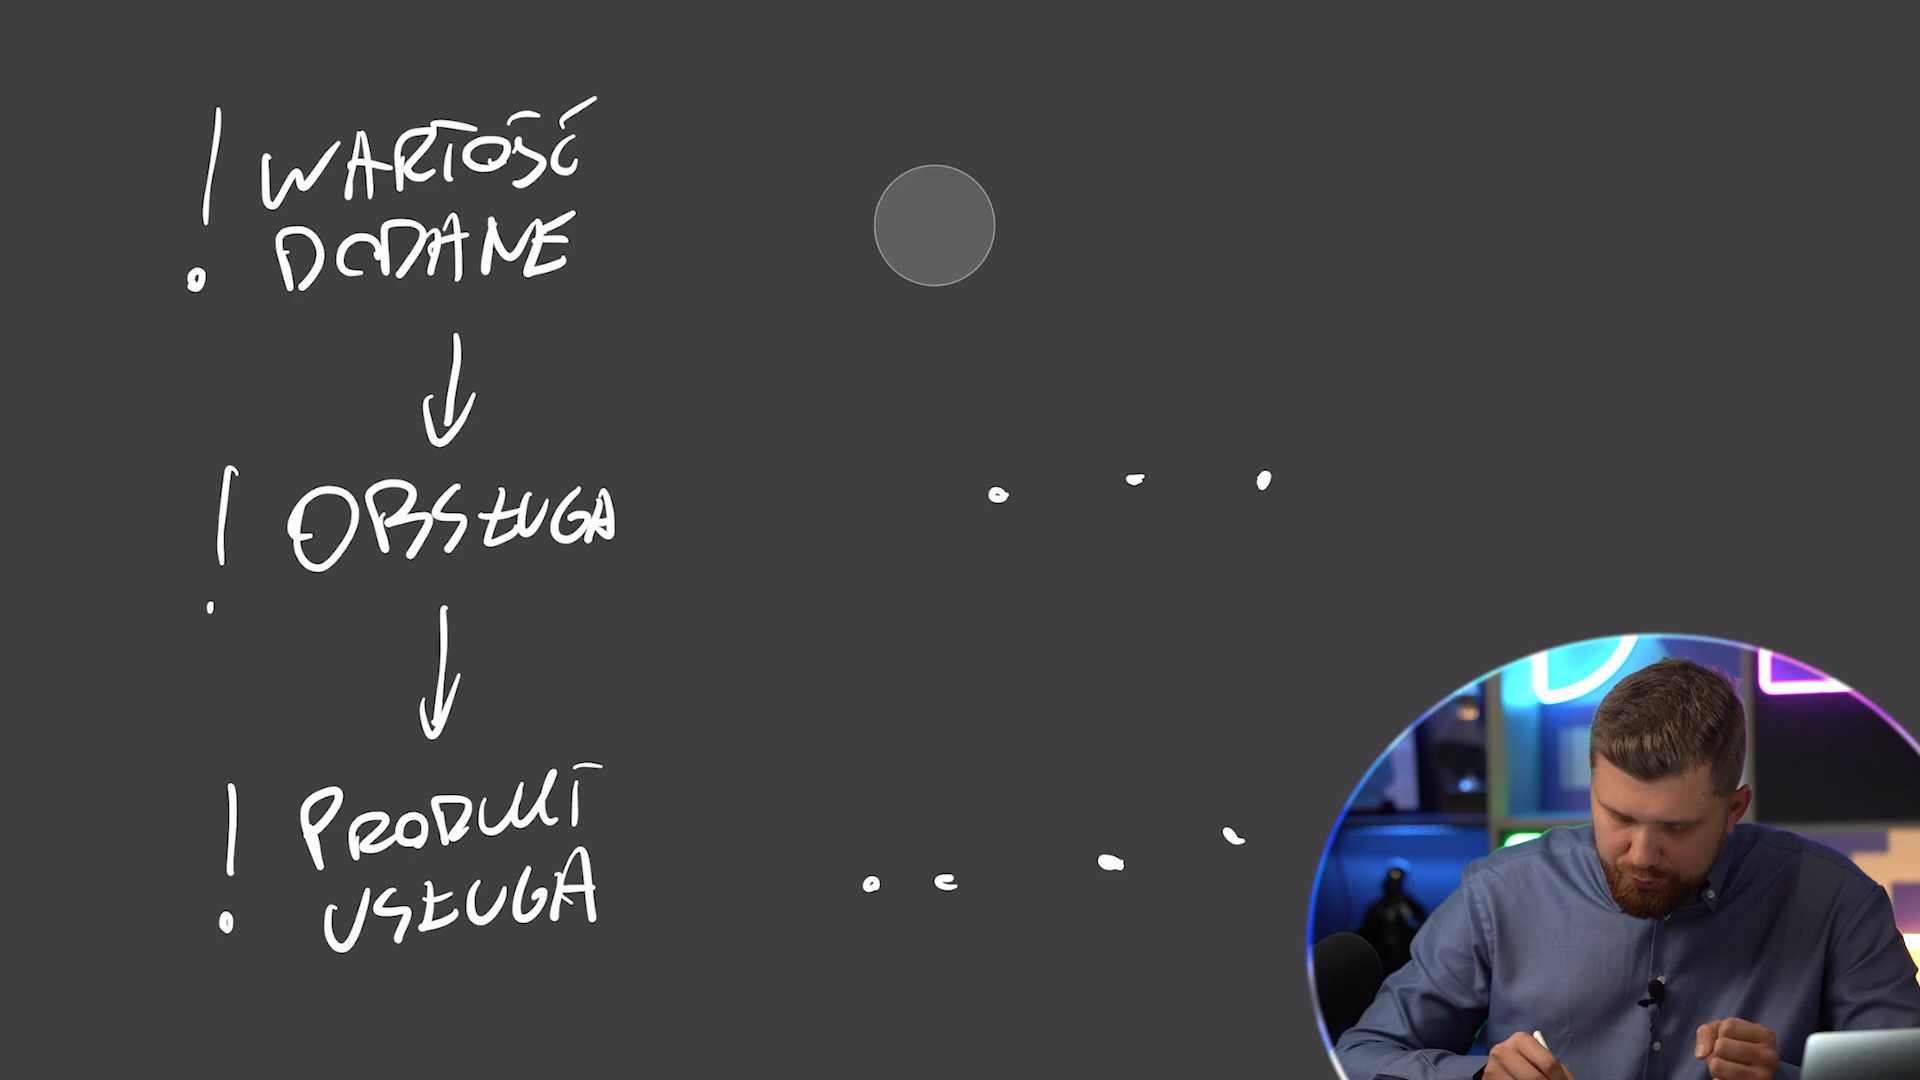 ! WARTOŚĆ
DODANE
↓
! OBSŁUGA
↓
! PRODUKT
USŁUGA